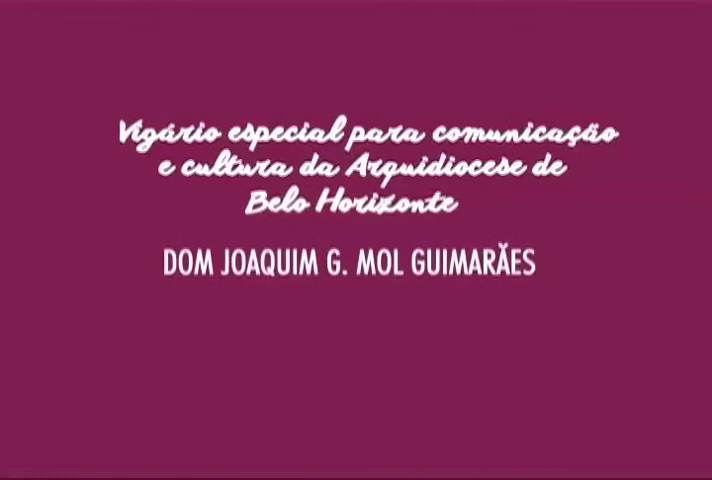 Vigário especial para comunicação
e cultura da Arquidiocese de
Belo Horizonte
DOM JOAQUIM G. MOL GUIMARÃES